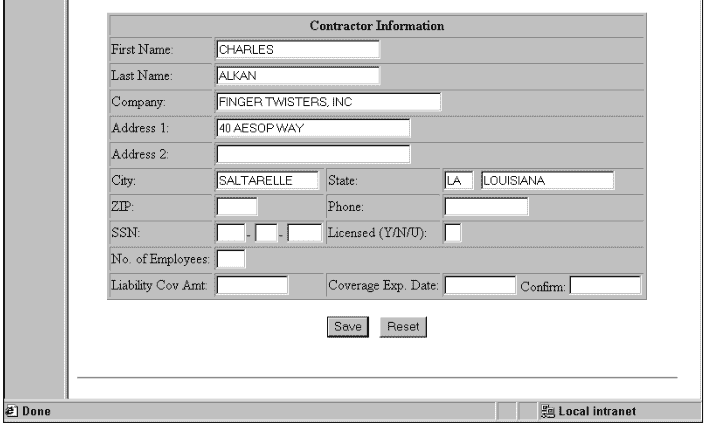 Contractor Information
First Name: CHARLES
Last Name: ALKAN
Company: FINGER TWISTERS, INC
Address 1: 40 AESOP WAY
Address 2:
City: SALTARELLE State: LA LOUISIANA
ZIP: Phone:
SSN: - - Licensed (Y/N/U):
No. of Employees:
Liability Cov Amt: Coverage Exp. Date: Confirm:
Save Reset
Done Local intranet